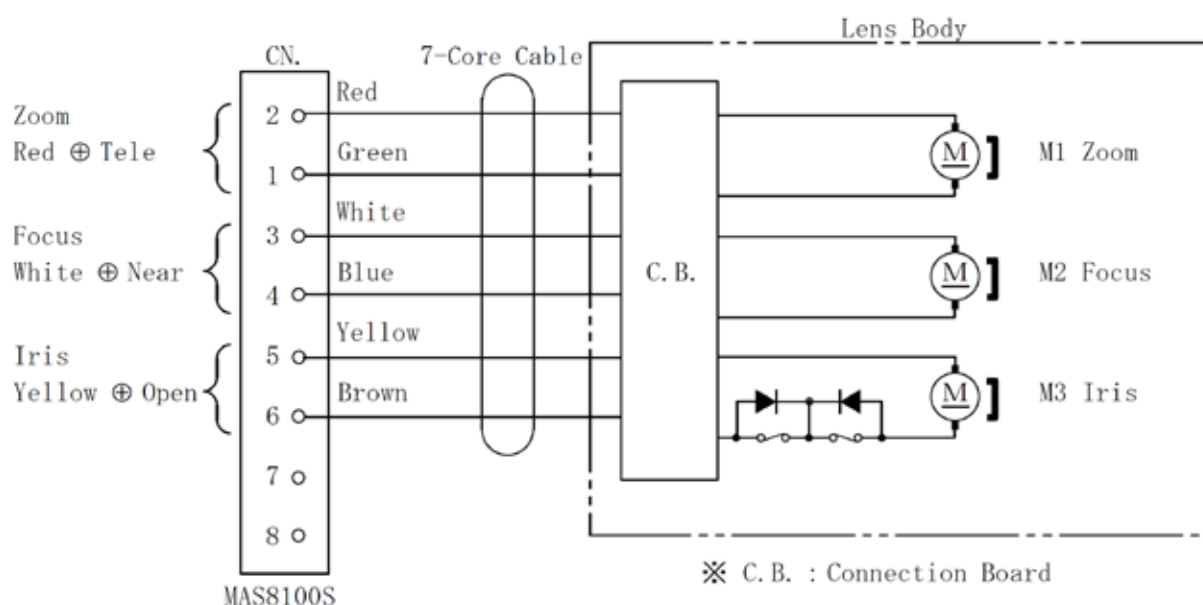 Lens Body
CN.
7-Core Cable
Zoom
Red ⊕ Tele
2
Red
1
Green
M
M1 Zoom
Focus
White ⊕ Near
3
White
4
Blue
C.B.
M
M2 Focus
Iris
Yellow ⊕ Open
5
Yellow
6
Brown
M
M3 Iris
7
8
MAS8100S
※ C.B. : Connection Board